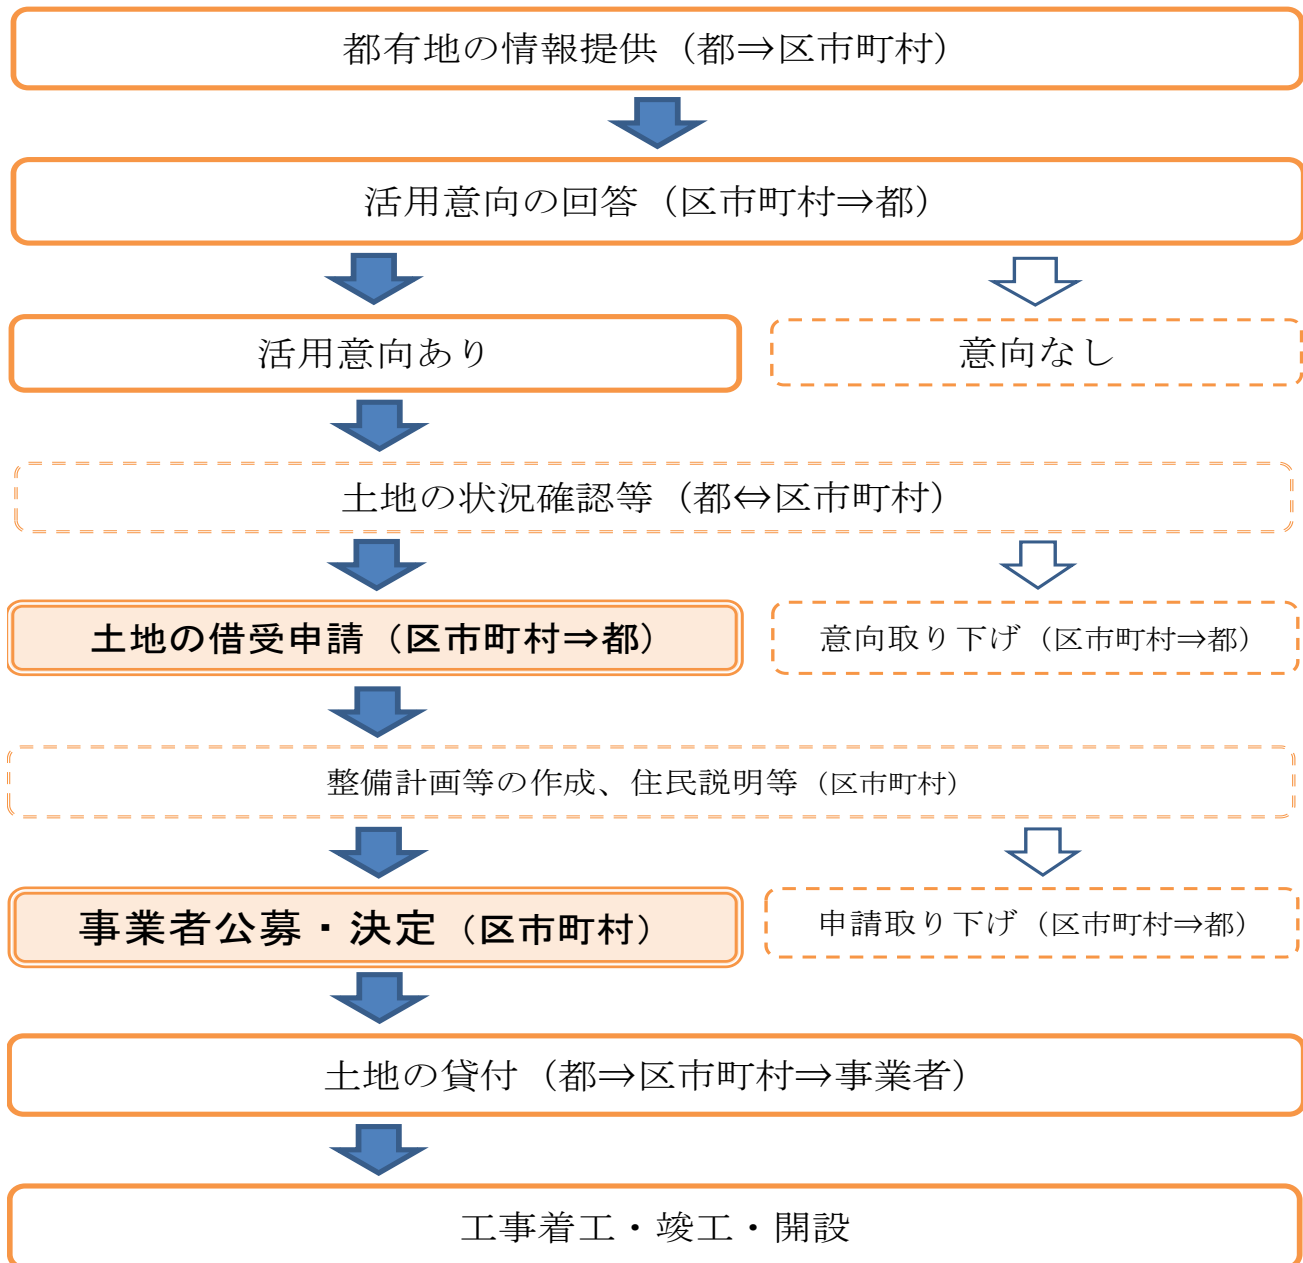 都有地の情報提供（都⇒区市町村）
活用意向の回答（区市町村⇒都）
活用意向あり
意向なし
土地の状況確認等（都⇔区市町村）
土地の借受申請（区市町村⇒都）
意向取り下げ（区市町村⇒都）
整備計画等の作成、住民説明等（区市町村）
事業者公募・決定（区市町村）
申請取り下げ（区市町村⇒都）
土地の貸付（都⇒区市町村⇒事業者）
工事着工・竣工・開設